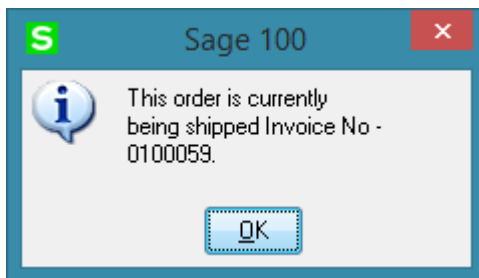 S
Sage 100
×
This order is currently
being shipped Invoice No -
0100059.
OK